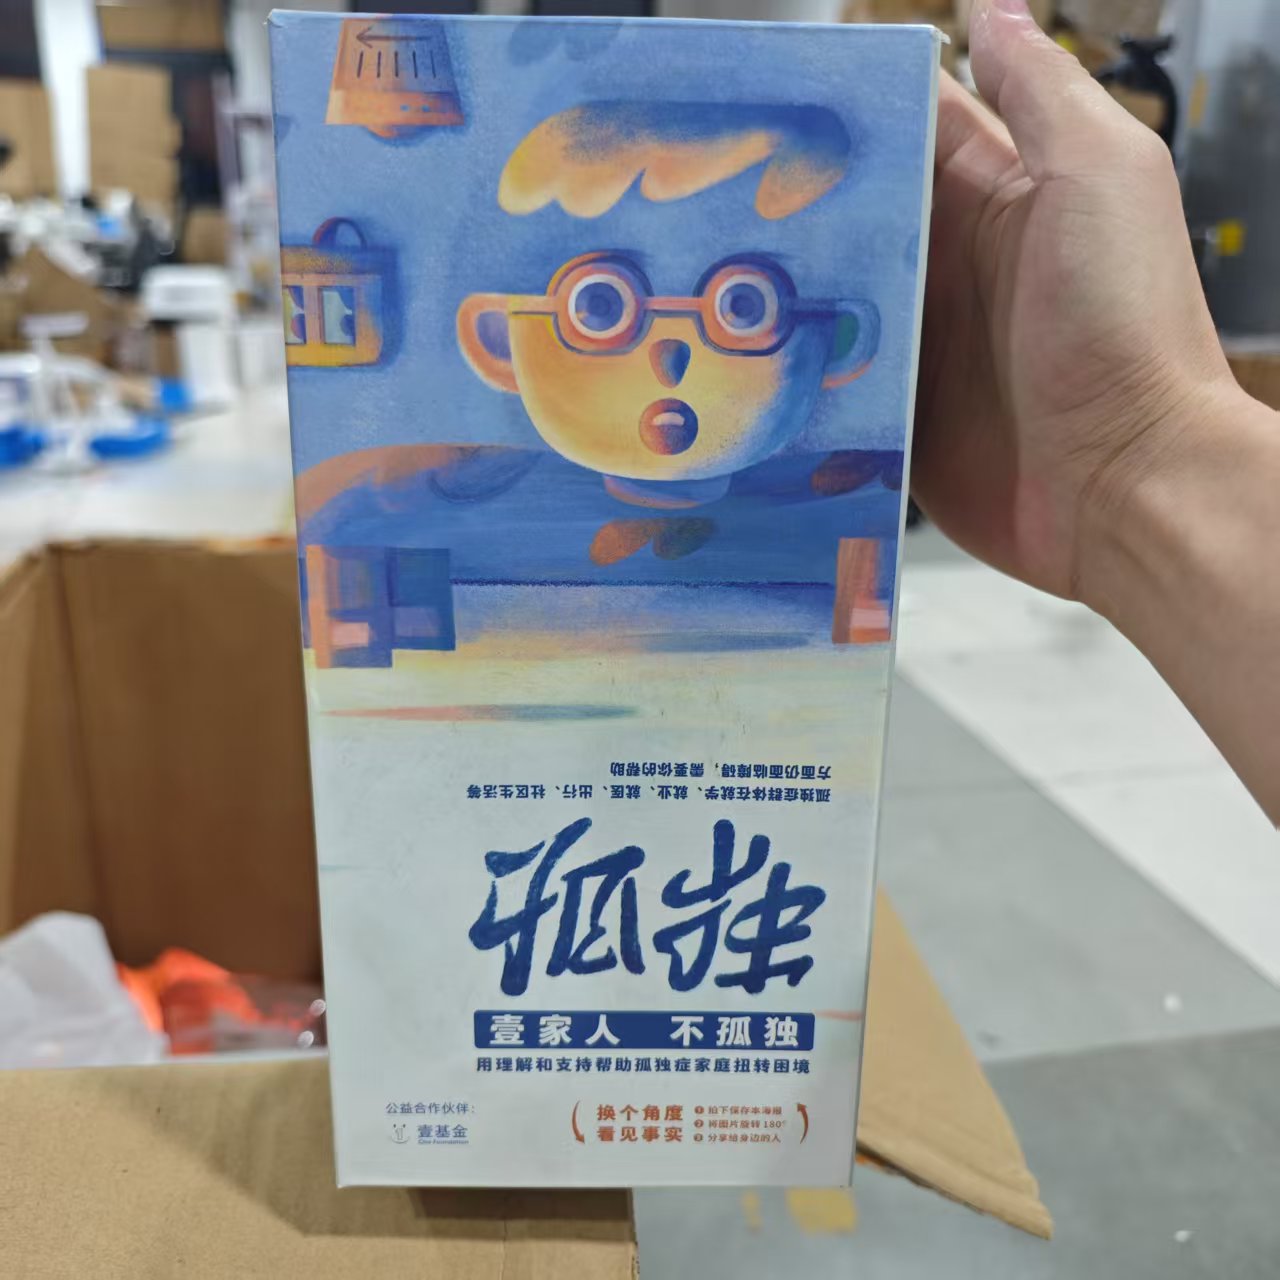 孤独症群体在就学、就业、就医、出行、社区生活等
方面仍面临障碍，需要你的帮助
孤独
壹家人 不孤独
用理解和支持帮助孤独症家庭扭转困境
公益合作伙伴：
壹基金
One Foundation
换个角度
看见事实
1 拍下保存本海报
2 将图片旋转180°
3 分享给身边的人